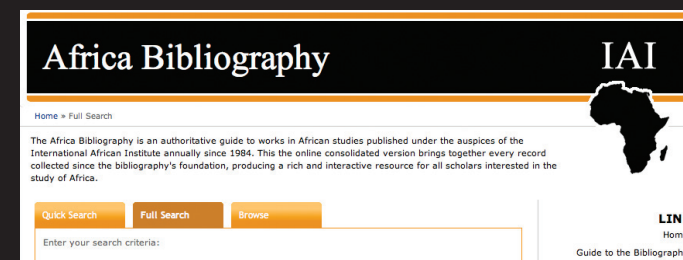 Africa Bibliography
IAI
Home » Full Search
The Africa Bibliography is an authoritative guide to works in African studies published under the auspices of the
International African Institute annually since 1984. This the online consolidated version brings together every record
collected since the bibliography's foundation, producing a rich and interactive resource for all scholars interested in the
study of Africa.
Quick Search
Full Search
Browse
Enter your search criteria:
LIN
Hom
Guide to the Bibliograph